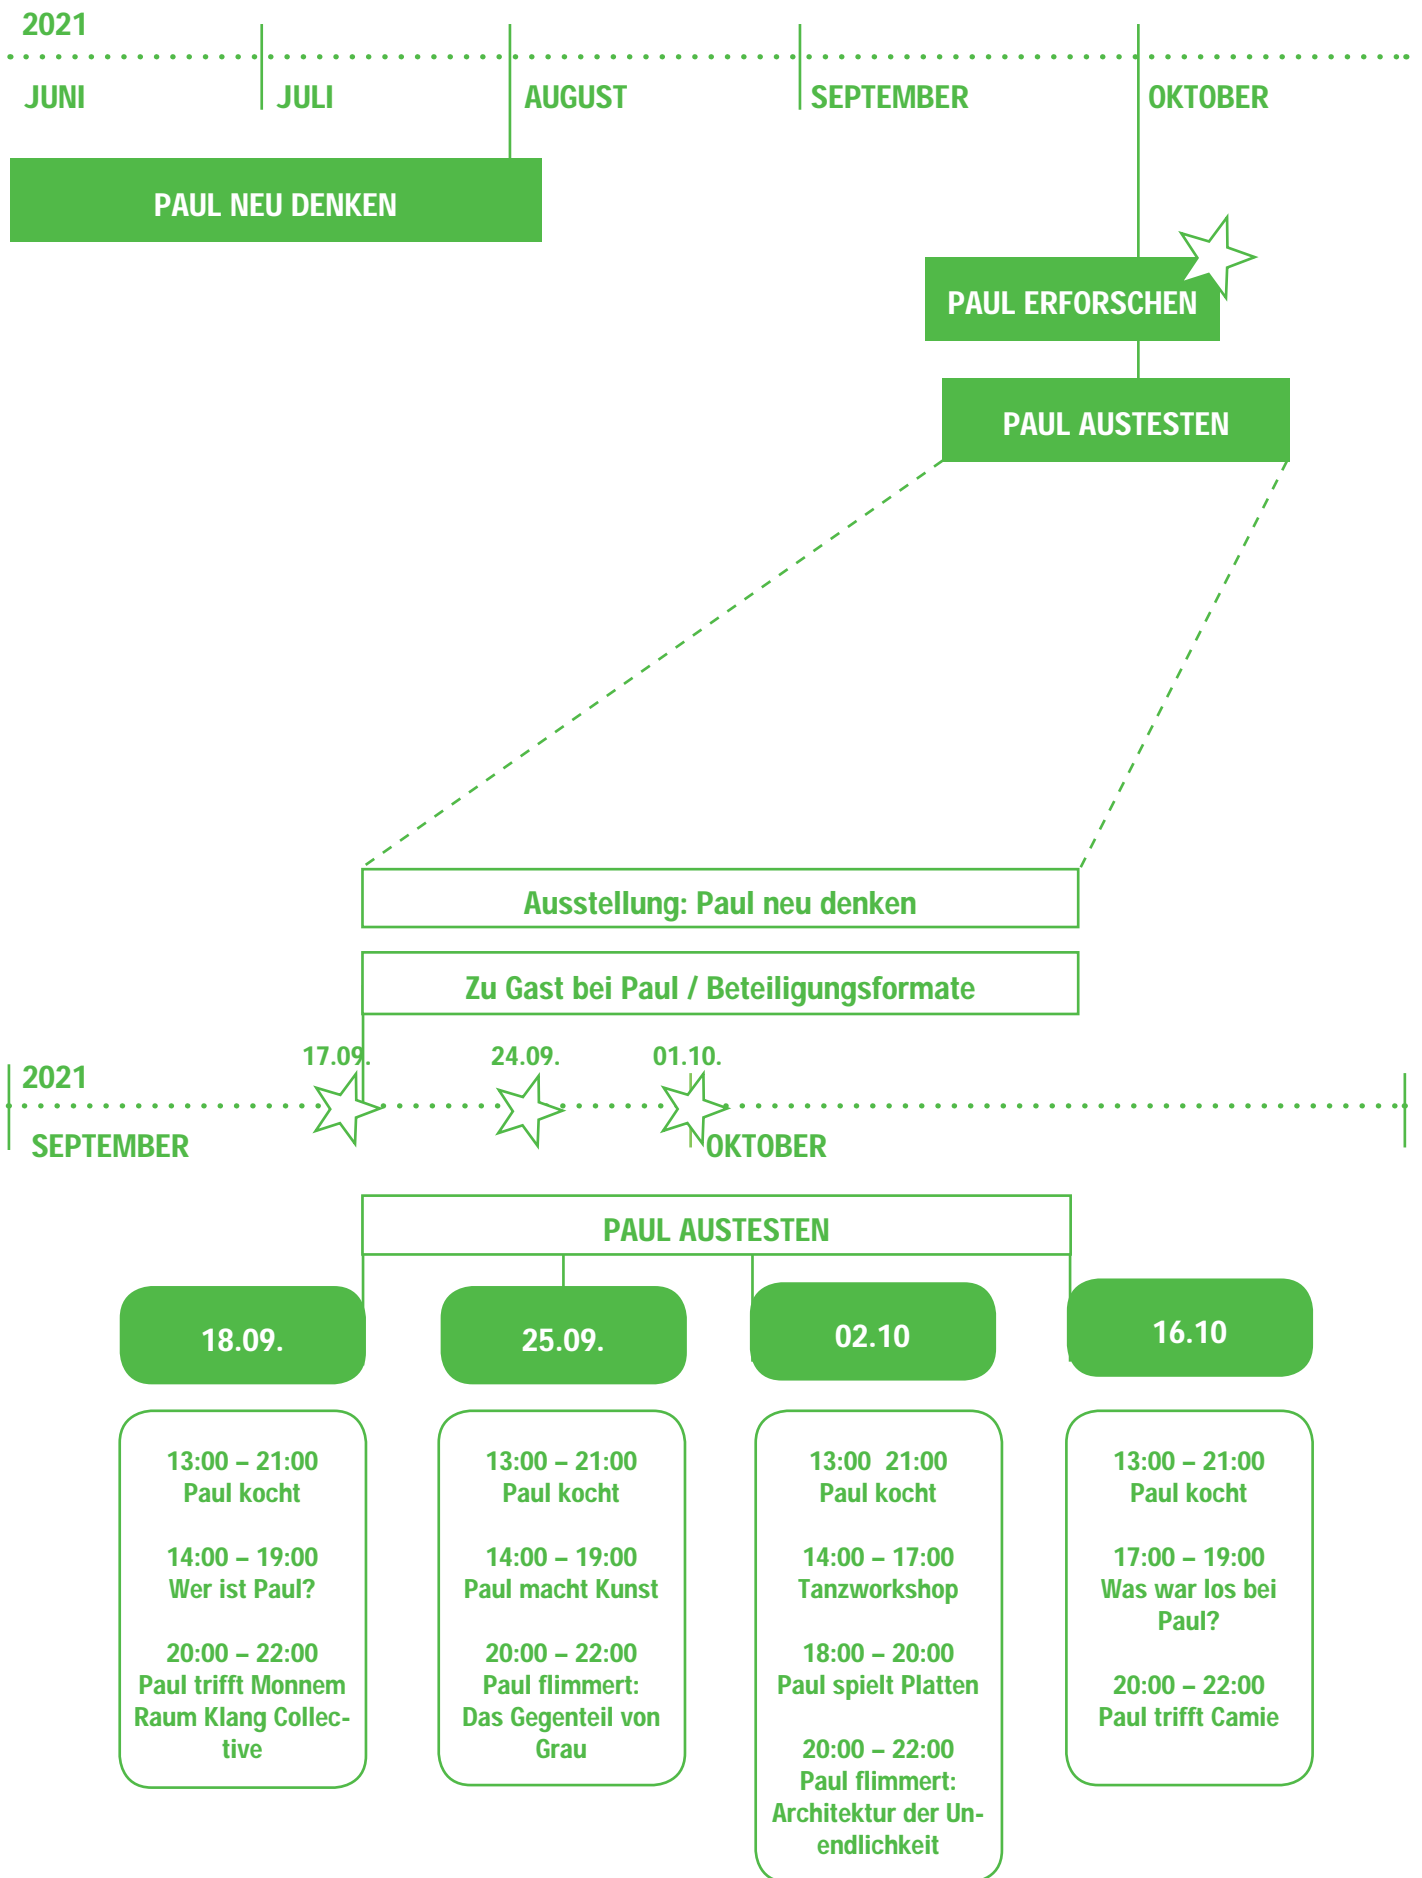 2021
JUNI
JULI
AUGUST
SEPTEMBER
OKTOBER
PAUL NEU DENKEN
PAUL ERFORSCHEN
PAUL AUSTESTEN
Ausstellung: Paul neu denken
Zu Gast bei Paul / Beteiligungsformate
17.09.
24.09.
01.10.
2021
SEPTEMBER
OKTOBER
PAUL AUSTESTEN
18.09.
13:00 – 21:00
Paul kocht
14:00 – 19:00
Wer ist Paul?
20:00 – 22:00
Paul trifft Monnem
Raum Klang Collec-
tive
25.09.
13:00 – 21:00
Paul kocht
14:00 – 19:00
Paul macht Kunst
20:00 – 22:00
Paul flimmert:
Das Gegenteil von
Grau
02.10
13:00  21:00
Paul kocht
14:00 – 17:00
Tanzworkshop
18:00 – 20:00
Paul spielt Platten
20:00 – 22:00
Paul flimmert:
Architektur der Un-
endlichkeit
16.10
13:00 – 21:00
Paul kocht
17:00 – 19:00
Was war los bei
Paul?
20:00 – 22:00
Paul trifft Camie